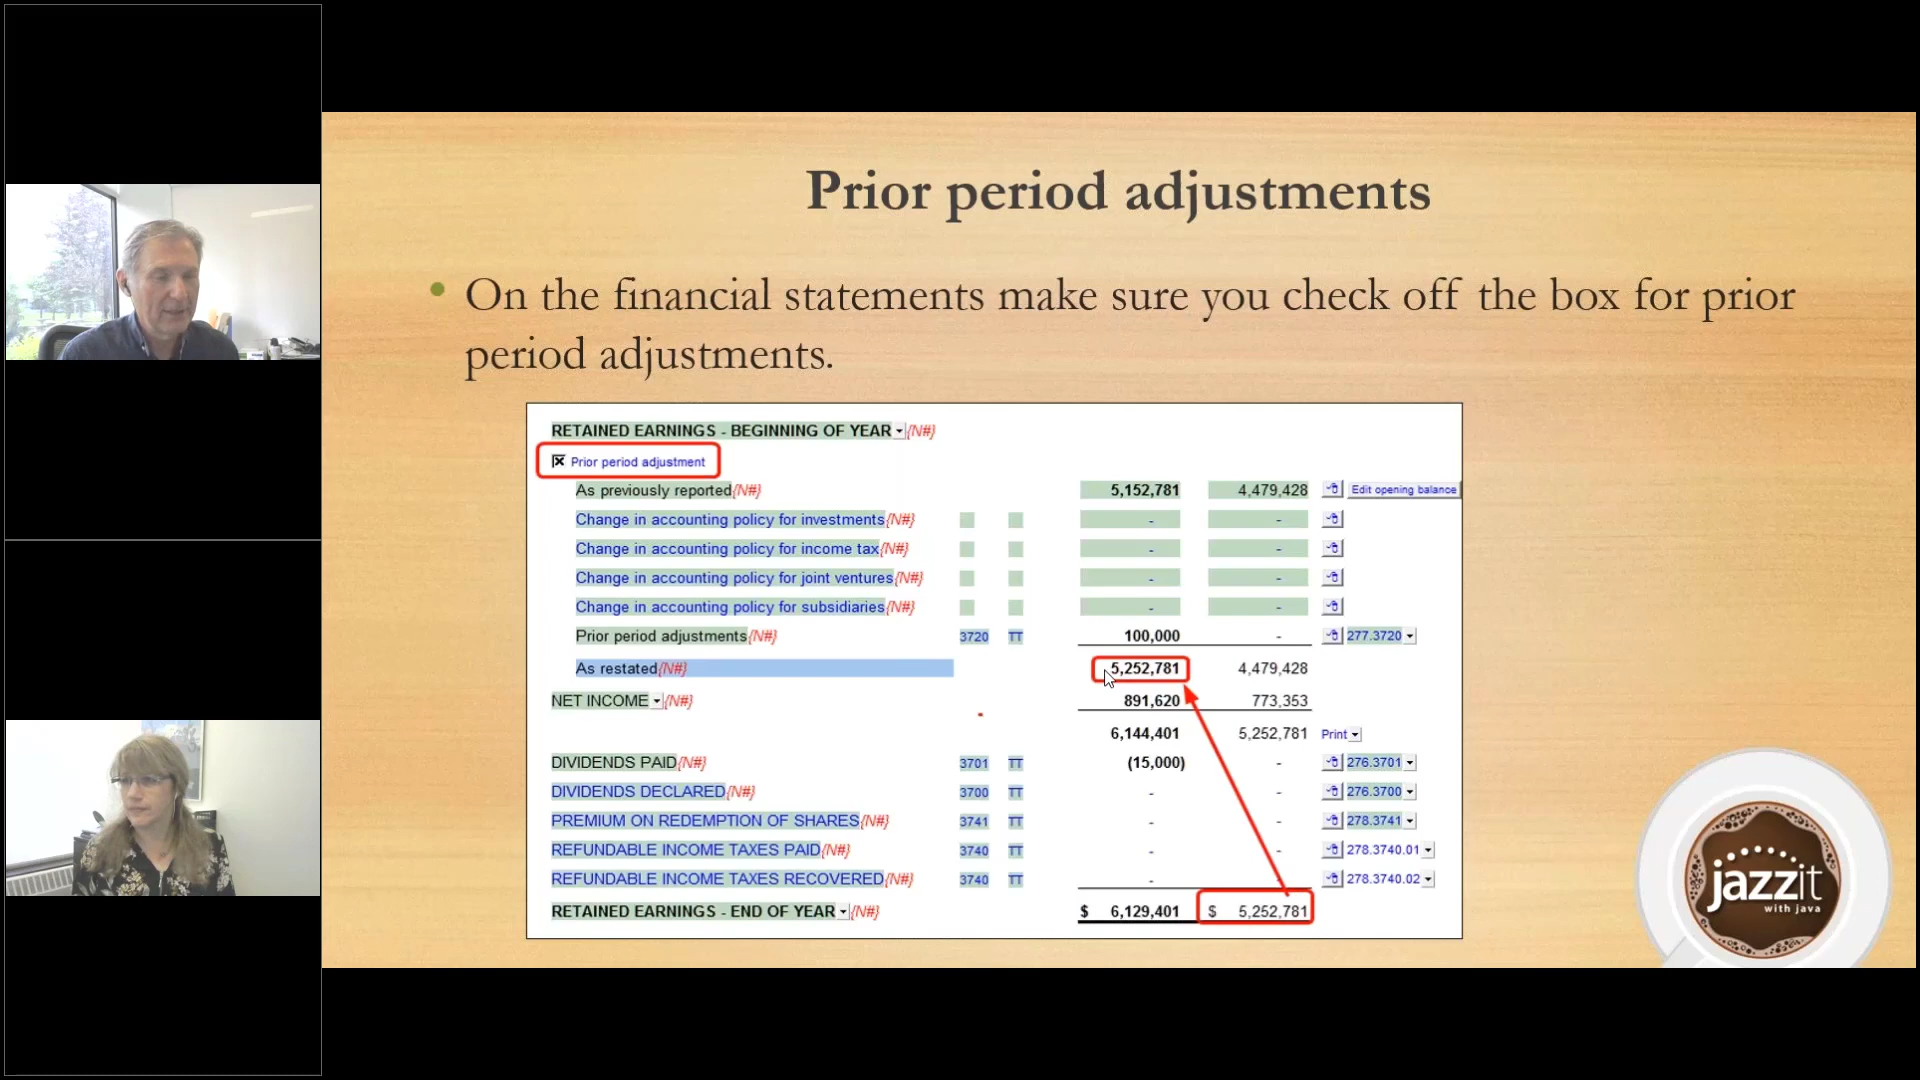 Prior period adjustments
• On the financial statements make sure you check off the box for prior
period adjustments.
RETAINED EARNINGS - BEGINNING OF YEAR {N#}
Prior period adjustment
As previously reported{N#} 5,152,781 4,479,428 Edit opening balance
Change in accounting policy for investments{N#} - -
Change in accounting policy for income tax{N#} - -
Change in accounting policy for joint ventures{N#} - -
Change in accounting policy for subsidiaries{N#} - -
Prior period adjustments{N#} 3720 TT 100,000 - 277.3720
As restated{N#} 5,252,781 4,479,428
NET INCOME {N#} 891,620 773,353
6,144,401 5,252,781 Print
DIVIDENDS PAID{N#} 3701 TT (15,000) - 276.3701
DIVIDENDS DECLARED{N#} 3700 TT - - 276.3700
PREMIUM ON REDEMPTION OF SHARES{N#} 3741 TT - - 278.3741
REFUNDABLE INCOME TAXES PAID{N#} 3740 TT - - 278.3740.01
REFUNDABLE INCOME TAXES RECOVERED{N#} 3740 TT - - 278.3740.02
RETAINED EARNINGS - END OF YEAR {N#} $ 6,129,401 $ 5,252,781
jazzit
with java